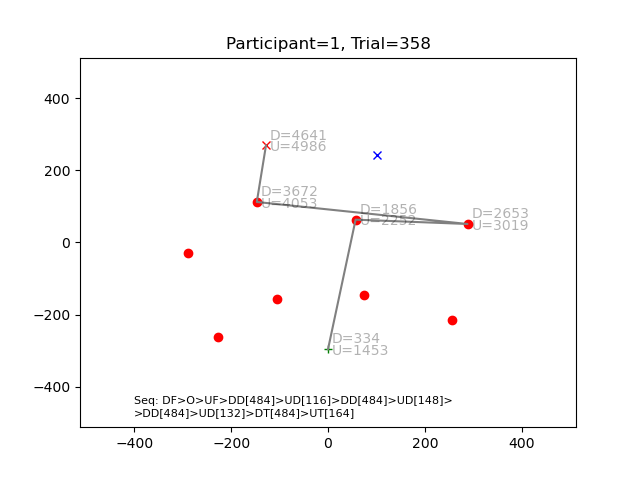 Participant=1, Trial=358
400
200
0
−200
−400
−400
−200
0
200
400
D=4641
U=4986
D=3672
U=4053
D=1856
U=2252
D=2653
U=3019
D=334
U=1453
Seq: DF>O>UF>DD[484]>UD[116]>DD[484]>UD[148]>
>DD[484]>UD[132]>DT[484]>UT[164]